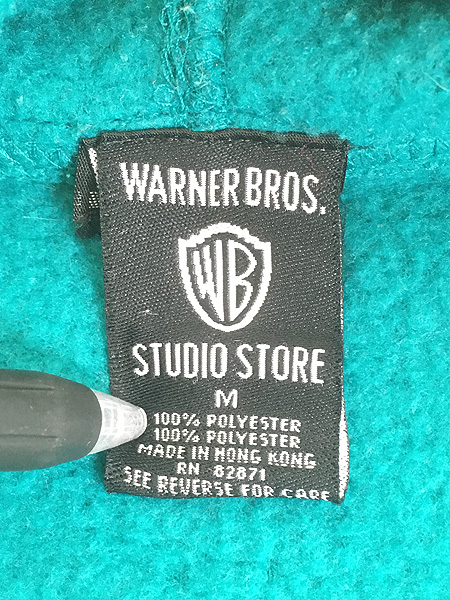 WARNER BROS.
WB
STUDIO STORE
M
100% POLYESTER
100% POLYESTER
MADE IN HONG KONG
RN 82871
SEE REVERSE FOR CARE